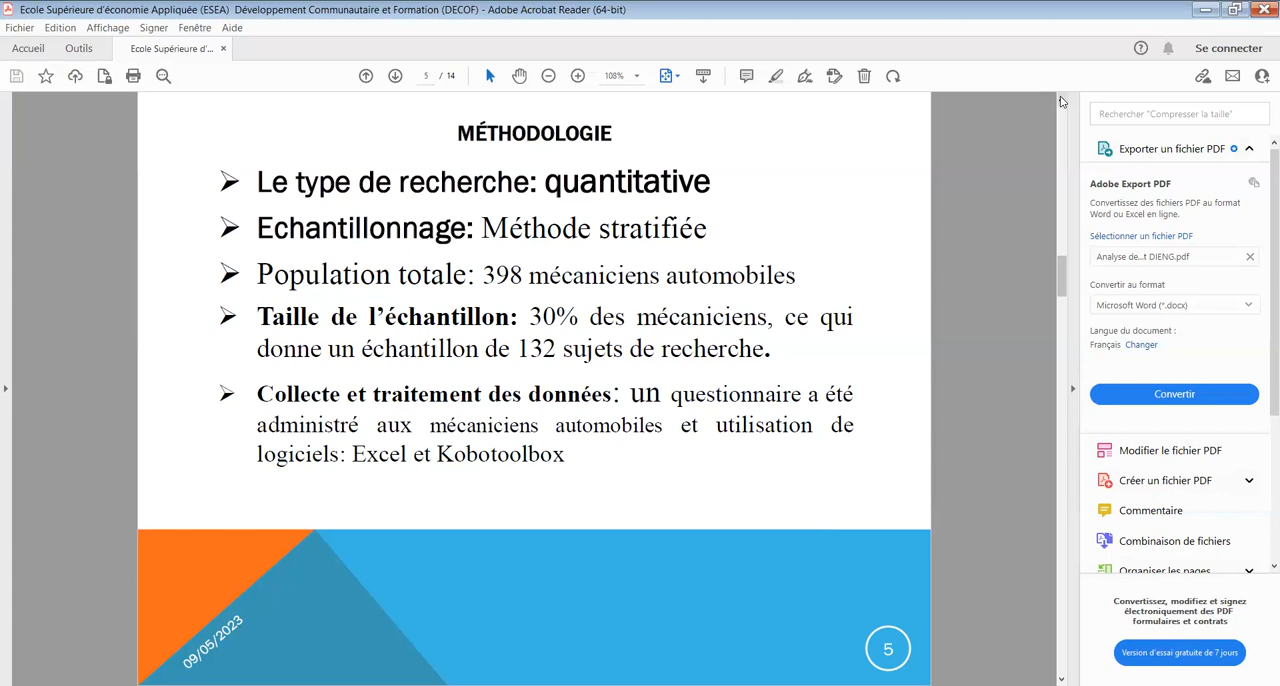 Ecole Supérieure d'économie Appliquée (ESEA) Développement Communautaire et Formation (DECOF) - Adobe Acrobat Reader (64-bit)
Fichier Edition Affichage Signer Fenêtre Aide
Accueil Outils Ecole Supérieure d'... × Se connecter
5 / 14 108%
MÉTHODOLOGIE
➢ Le type de recherche: quantitative
➢ Echantillonnage: Méthode stratifiée
➢ Population totale: 398 mécaniciens automobiles
➢ Taille de l'échantillon: 30% des mécaniciens, ce qui
donne un échantillon de 132 sujets de recherche.
➢ Collecte et traitement des données: un questionnaire a été
administré aux mécaniciens automobiles et utilisation de
logiciels: Excel et Kobotoolbox
09/05/2023
5
Rechercher "Compresser la taille"
Exporter un fichier PDF
Adobe Export PDF
Convertissez des fichiers PDF au format
Word ou Excel en ligne.
Sélectionner un fichier PDF
Analyse de...t DIENG.pdf
Convertir au format
Microsoft Word (*.docx)
Langue du document :
Français Changer
Convertir
Modifier le fichier PDF
Créer un fichier PDF
Commentaire
Combinaison de fichiers
Organiser les pages
Convertissez, modifiez et signez
électroniquement des PDF
formulaires et contrats
Version d'essai gratuite de 7 jours